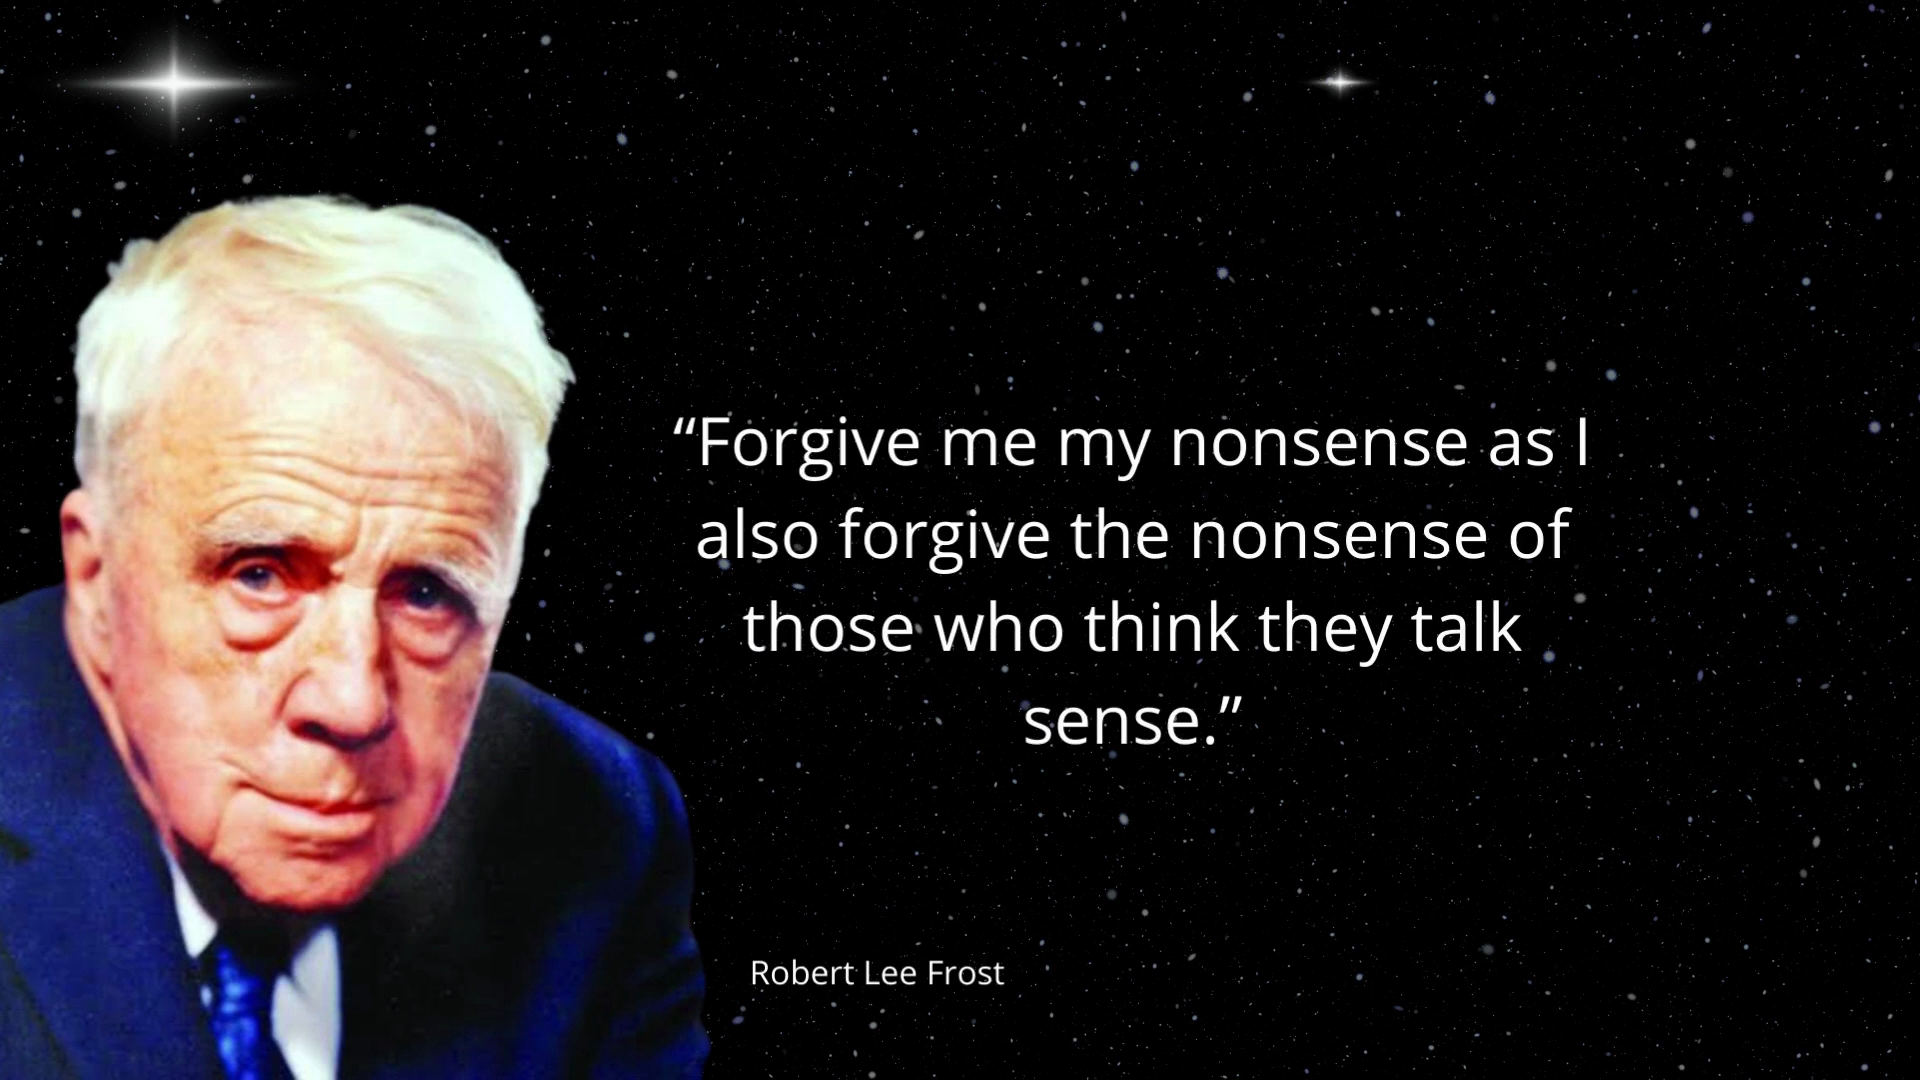 “Forgive me my nonsense as I
also forgive the nonsense of
those who think they talk
sense.”
Robert Lee Frost